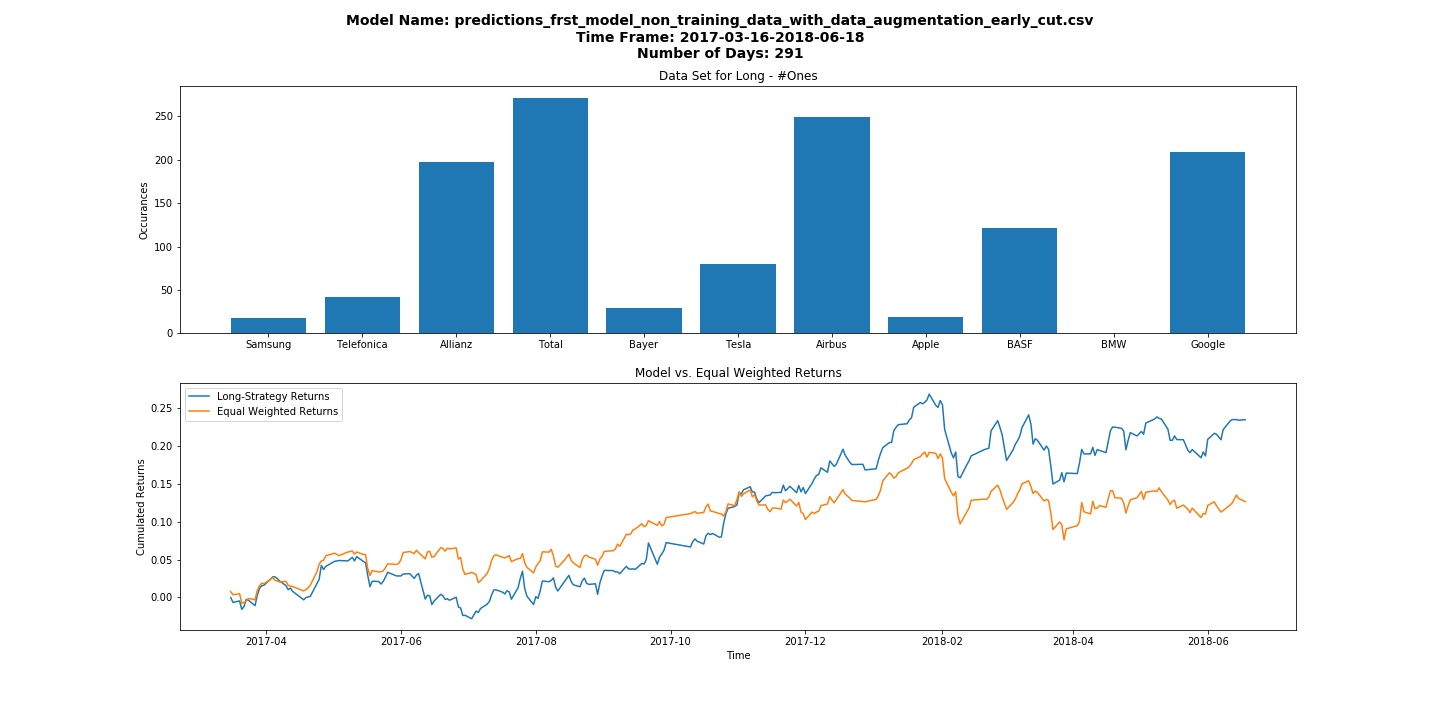 Model Name: predictions_frst_model_non_training_data_with_data_augmentation_early_cut.csv
Time Frame: 2017-03-16-2018-06-18
Number of Days: 291
Data Set for Long - #Ones
Occurances
250
200
150
100
50
0
Samsung Telefonica Allianz Total Bayer Tesla Airbus Apple BASF BMW Google
Model vs. Equal Weighted Returns
Long-Strategy Returns
Equal Weighted Returns
Cumulated Returns
0.25
0.20
0.15
0.10
0.05
0.00
2017-04 2017-06 2017-08 2017-10 2017-12 2018-02 2018-04 2018-06
Time